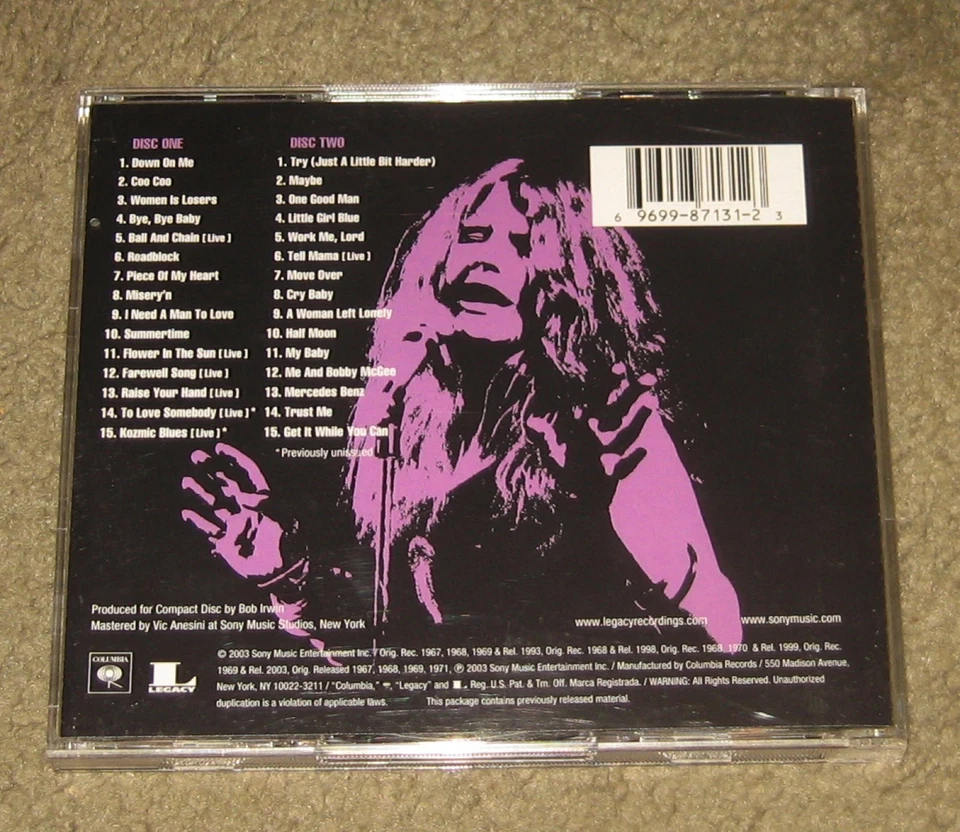 DISC ONE
1. Down On Me
2. Coo Coo
3. Women Is Losers
4. Bye, Bye Baby
5. Ball And Chain [Live]
6. Roadblock
7. Piece Of My Heart
8. Misery'n
9. I Need A Man To Love
10. Summertime
11. Flower In The Sun [Live]
12. Farewell Song [Live]
13. Raise Your Hand [Live]
14. To Love Somebody [Live]*
15. Kozmic Blues [Live]*
DISC TWO
1. Try (Just A Little Bit Harder)
2. Maybe
3. One Good Man
4. Little Girl Blue
5. Work Me, Lord
6. Tell Mama [Live]
7. Move Over
8. Cry Baby
9. A Woman Left Lonely
10. Half Moon
11. My Baby
12. Me And Bobby McGee
13. Mercedes Benz
14. Trust Me
15. Get It While You Can
*Previously unissued
6 9699-87131-2 3
Produced for Compact Disc by Bob Irwin
Mastered by Vic Anesini at Sony Music Studios, New York
www.legacyrecordings.com
www.sonymusic.com
COLUMBIA
L
LEGACY
© 2003 Sony Music Entertainment Inc. / Orig. Rec. 1967, 1968, 1969 & Rel. 1993, Orig. Rec. 1968 & Rel. 1998, Orig. Rec. 1968, 1970 & Rel. 1999, Orig. Rec.
1969 & Rel. 2003, Orig. Released 1967, 1968, 1969, 1971, ℗ 2003 Sony Music Entertainment Inc. / Manufactured by Columbia Records / 550 Madison Avenue,
New York, NY 10022-3211 / "Columbia," "Legacy" and L Reg. U.S. Pat. & Tm. Off. Marca Registrada. / WARNING: All Rights Reserved. Unauthorized
duplication is a violation of applicable laws. This package contains previously released material.